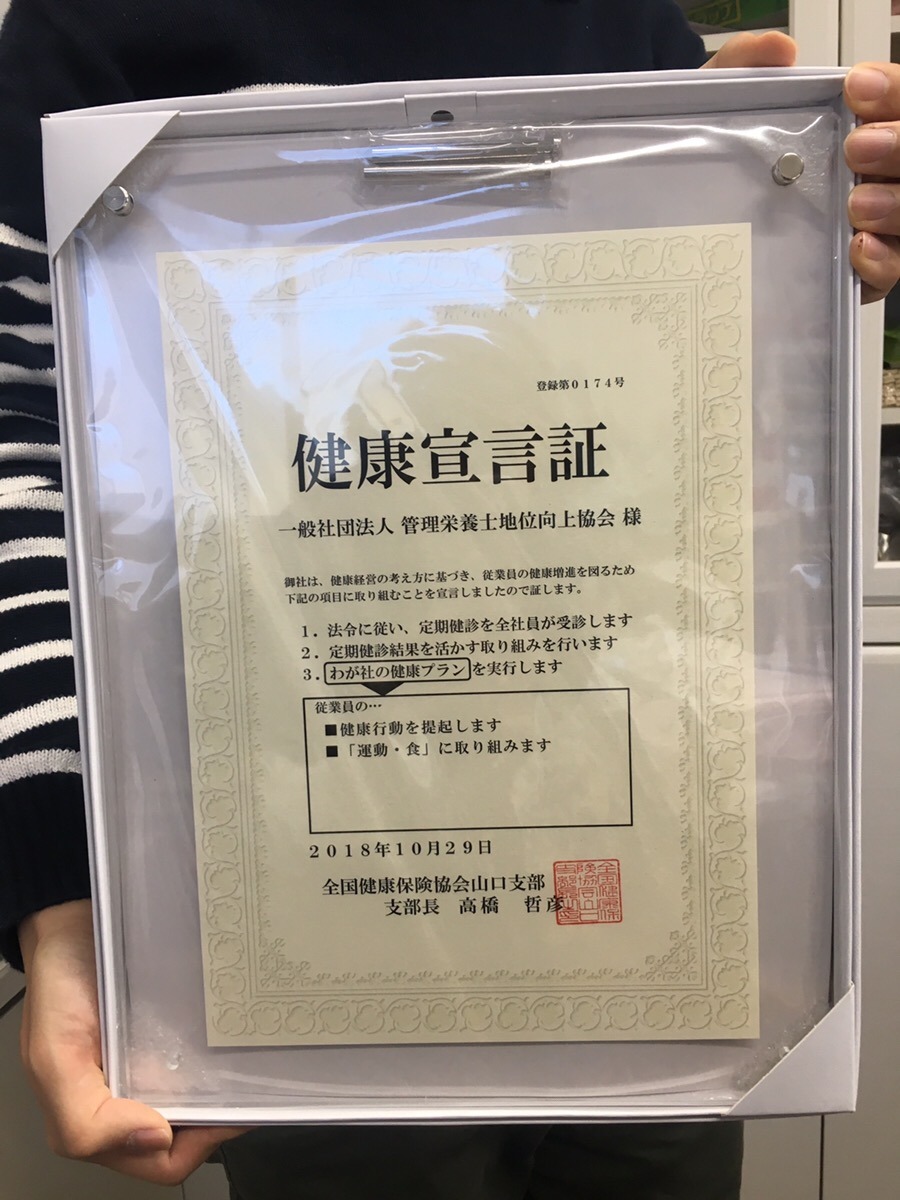 登録第0174号
健康宣言証
一般社団法人 管理栄養士地位向上協会 様
御社は、健康経営の考え方に基づき、従業員の健康増進を図るため
下記の項目に取り組むことを宣言しましたので証します。
1．法令に従い、定期健診を全社員が受診します
2．定期健診結果を活かす取り組みを行います
3．わが社の健康プランを実行します
従業員の…
■健康行動を提起します
■「運動・食」に取り組みます
2018年10月29日
全国健康保険協会山口支部
支部長 高橋 哲彦